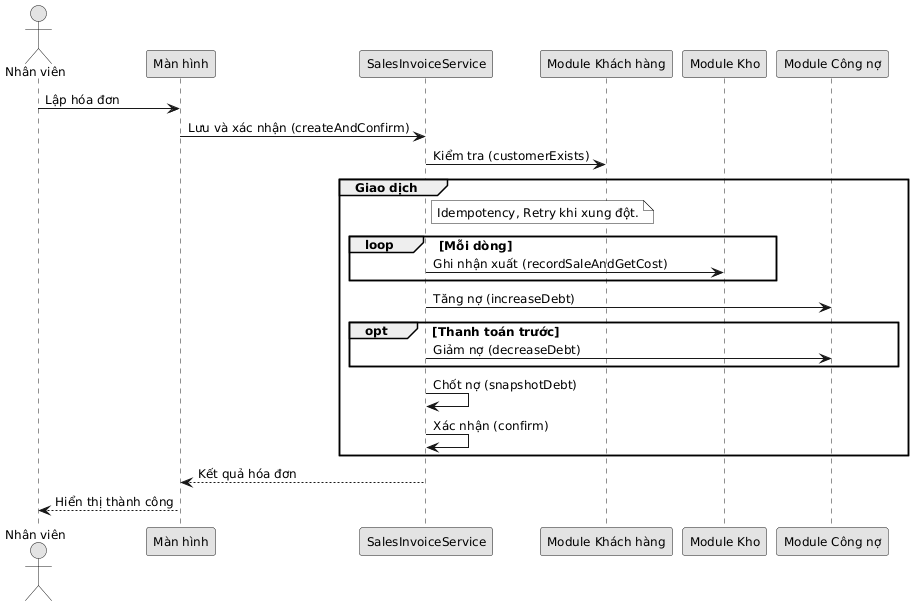 Nhân viên
Màn hình
SalesInvoiceService
Module Khách hàng
Module Kho
Module Công nợ
Lập hóa đơn
Lưu và xác nhận (createAndConfirm)
Kiểm tra (customerExists)
Giao dịch
Idempotency, Retry khi xung đột.
loop
[Mỗi dòng]
Ghi nhận xuất (recordSaleAndGetCost)
Tăng nợ (increaseDebt)
opt
[Thanh toán trước]
Giảm nợ (decreaseDebt)
Chốt nợ (snapshotDebt)
Xác nhận (confirm)
Kết quả hóa đơn
Hiển thị thành công
Nhân viên
Màn hình
SalesInvoiceService
Module Khách hàng
Module Kho
Module Công nợ